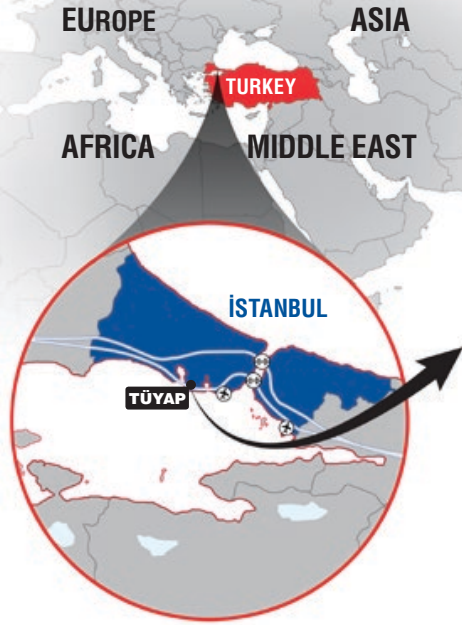 EUROPE
ASIA
TURKEY
AFRICA
MIDDLE EAST
İSTANBUL
TÜYAP